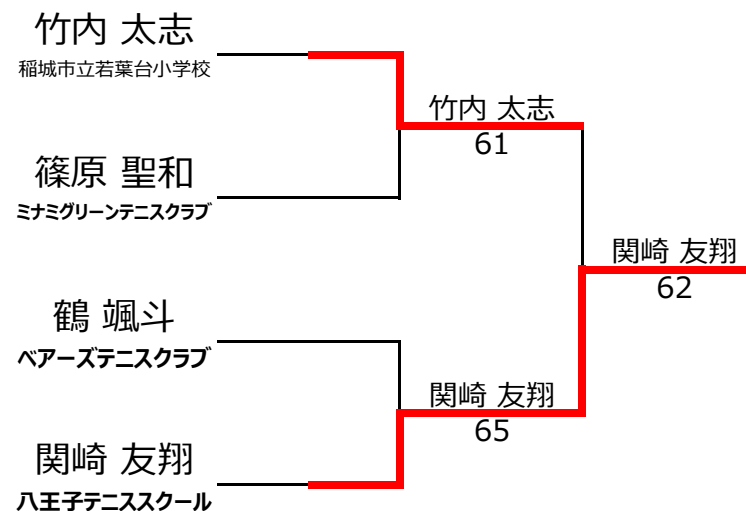 竹内 太志
稲城市立若葉台小学校
竹内 太志
61
篠原 聖和
ミナミグリーンテニスクラブ
関崎 友翔
62
鶴 颯斗
ベアーズテニスクラブ
関崎 友翔
65
関崎 友翔
八王子テニススクール